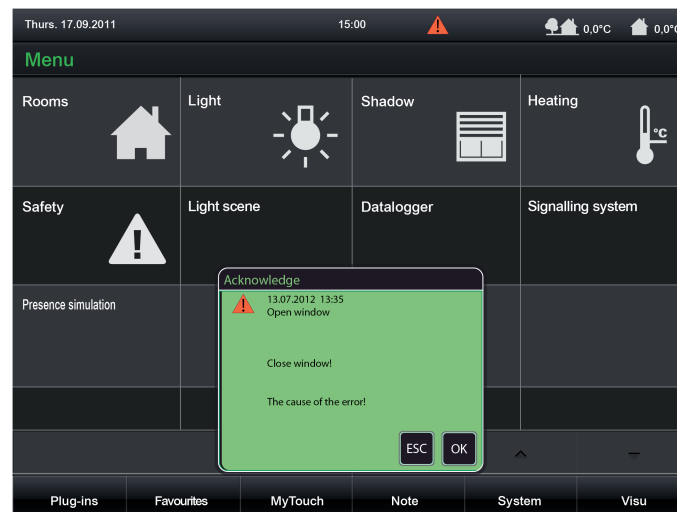 Thurs. 17.09.2011 15:00 0,0°C 0,0°
Menu
Rooms Light Shadow Heating
°C
Safety Light scene Datalogger Signalling system
Acknowledge
Presence simulation
13.07.2012 13:35
Open window
Close window!
The cause of the error!
ESC OK
Plug-ins Favourites MyTouch Note System Visu